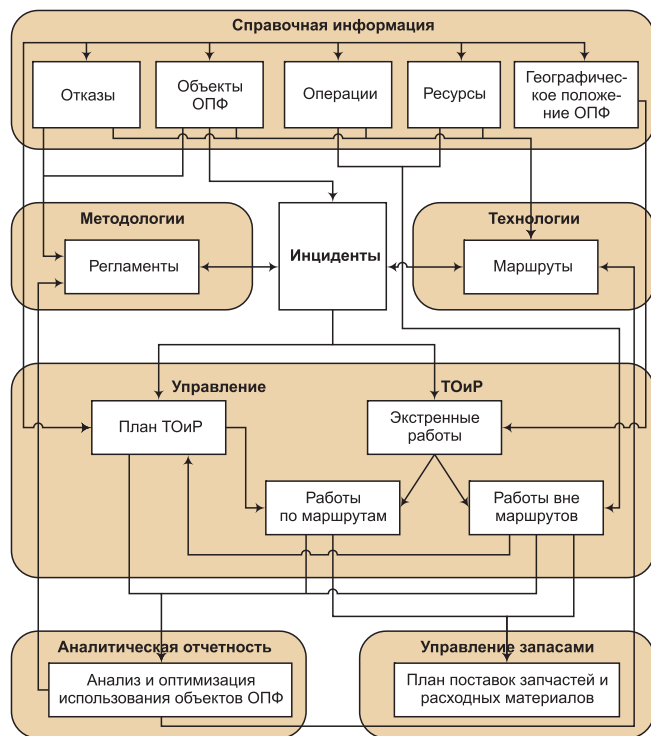 Справочная информация
Отказы
Объекты
ОПФ
Операции
Ресурсы
Географичес-
кое положе-
ние ОПФ
Методологии
Регламенты
Инциденты
Технологии
Маршруты
Управление
ТОиР
План ТОиР
Экстренные
работы
Работы
по маршрутам
Работы вне
маршрутов
Аналитическая отчетность
Анализ и оптимизация
использования объектов ОПФ
Управление запасами
План поставок запчастей и
расходных материалов